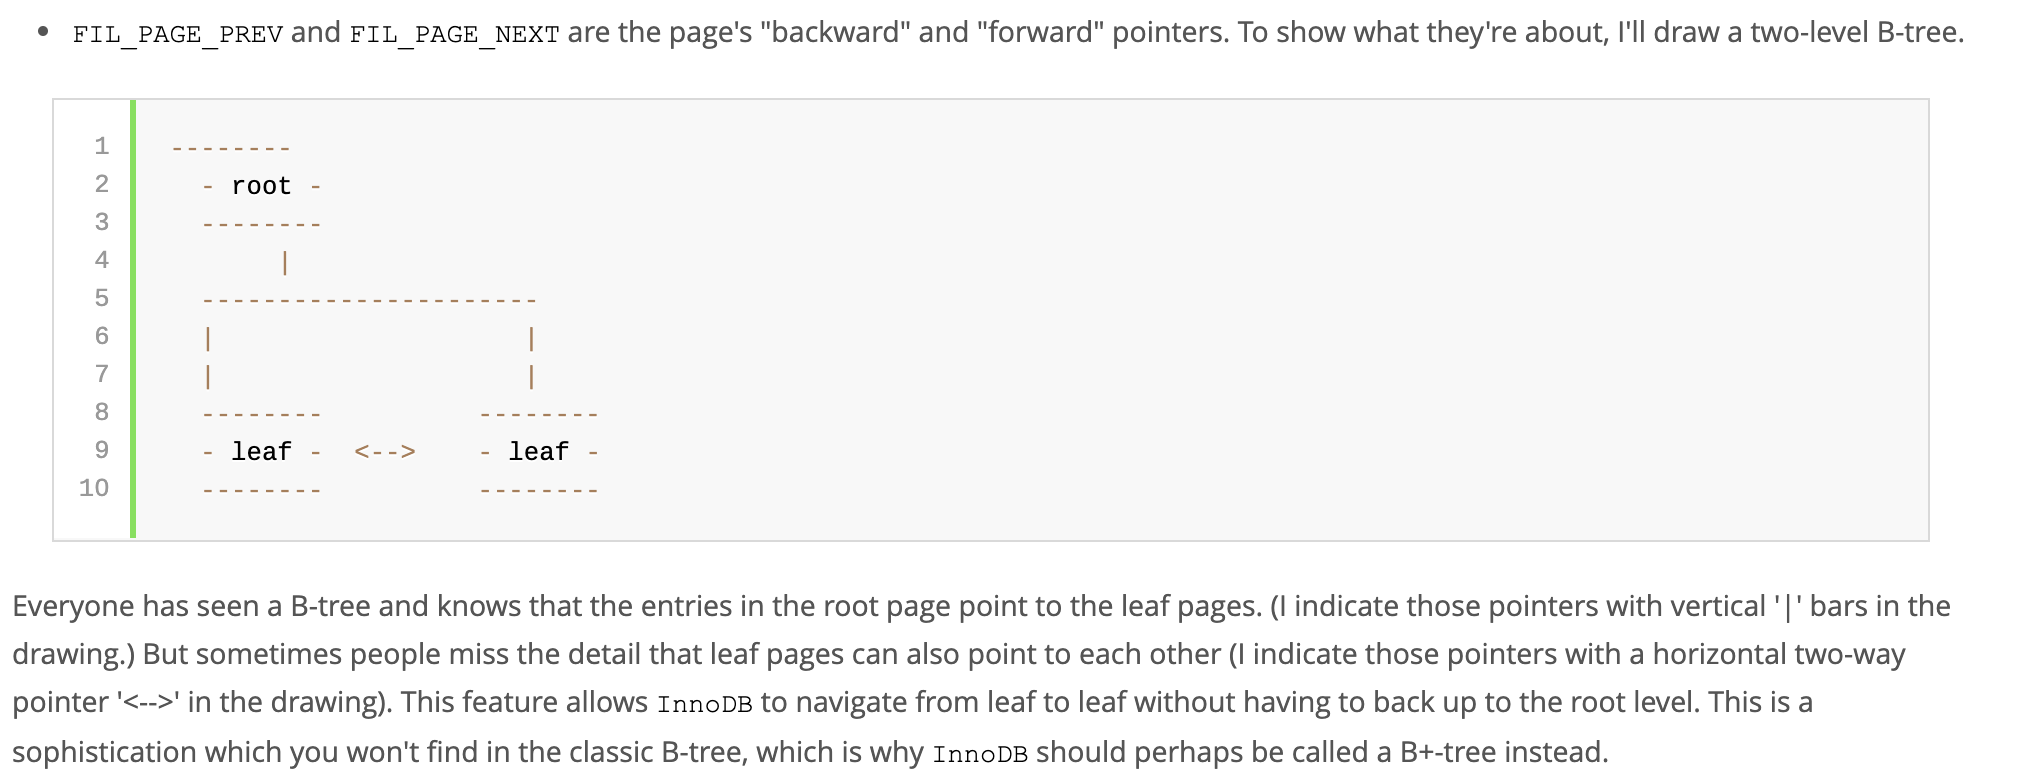 • FIL_PAGE_PREV and FIL_PAGE_NEXT are the page's "backward" and "forward" pointers. To show what they're about, I'll draw a two-level B-tree.
1 --------
2   - root -
3   --------
4        |
5   ----------------------
6   |                    |
7   |                    |
8   --------          --------
9   - leaf -  <-->    - leaf -
10  --------          --------
Everyone has seen a B-tree and knows that the entries in the root page point to the leaf pages. (I indicate those pointers with vertical '|' bars in the
drawing.) But sometimes people miss the detail that leaf pages can also point to each other (I indicate those pointers with a horizontal two-way
pointer '<-->' in the drawing). This feature allows InnoDB to navigate from leaf to leaf without having to back up to the root level. This is a
sophistication which you won't find in the classic B-tree, which is why InnoDB should perhaps be called a B+-tree instead.